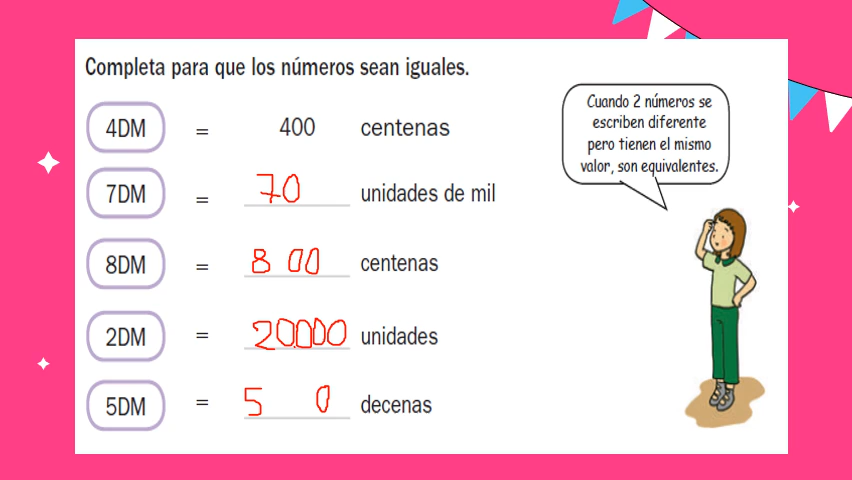 Completa para que los números sean iguales.
Cuando 2 números se
escriben diferente
pero tienen el mismo
valor, son equivalentes.
4DM = 400 centenas
7DM = 70 unidades de mil
8DM = 8 00 centenas
2DM = 20.000 unidades
5DM = 5 0 decenas